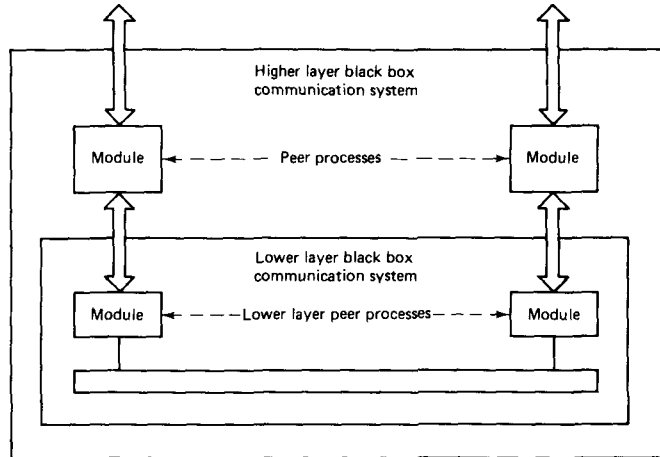 Higher layer black box
communication system
Module
Peer processes
Module
Lower layer black box
communication system
Module
Lower layer peer processes
Module